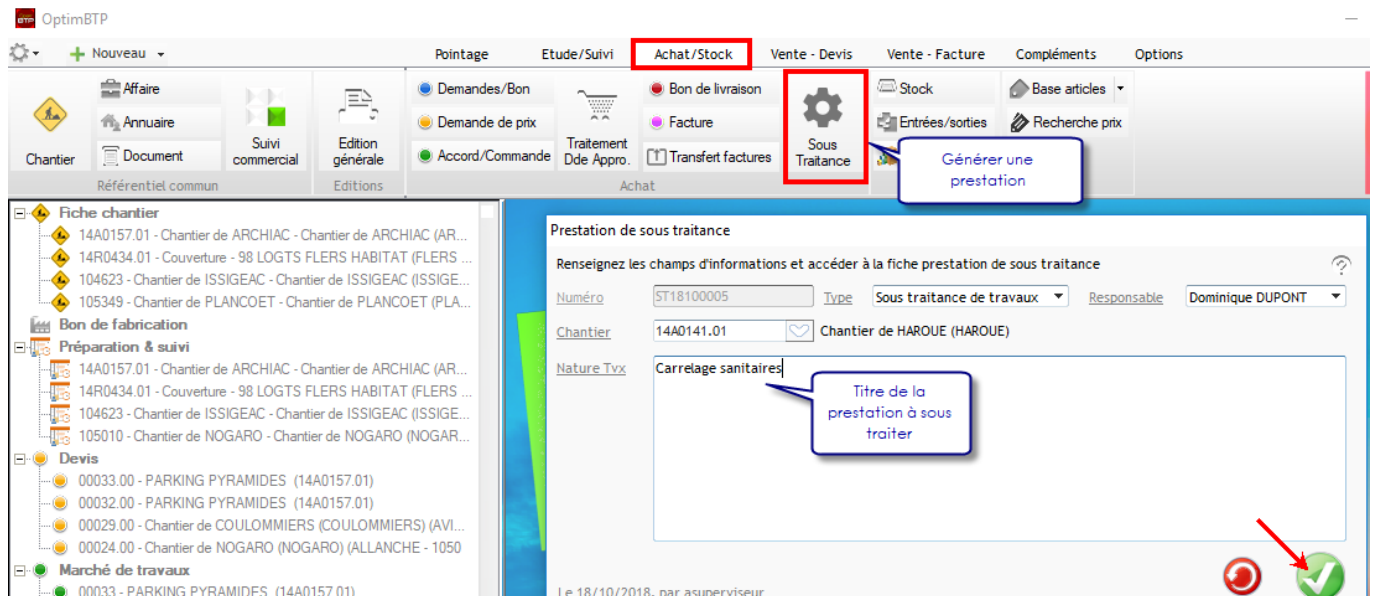 OptimBTP
Nouveau
Pointage
Etude/Suivi
Achat/Stock
Vente - Devis
Vente - Facture
Compléments
Options
Chantier
Affaire
Annuaire
Document
Suivi
commercial
Référentiel commun
Edition
générale
Editions
Demandes/Bon
Demande de prix
Accord/Commande
Traitement
Dde Appro.
Bon de livraison
Facture
Transfert factures
Sous
Traitance
Achat
Stock
Entrées/sorties
Base articles
Recherche prix
Générer une
prestation
Fiche chantier
14A0157.01 - Chantier de ARCHIAC - Chantier de ARCHIAC (AR...
14R0434.01 - Couverture - 98 LOGTS FLERS HABITAT (FLERS ...
104623 - Chantier de ISSIGEAC - Chantier de ISSIGEAC (ISSIGE...
105349 - Chantier de PLANCOET - Chantier de PLANCOET (PLA...
Bon de fabrication
Préparation & suivi
14A0157.01 - Chantier de ARCHIAC - Chantier de ARCHIAC (AR...
14R0434.01 - Couverture - 98 LOGTS FLERS HABITAT (FLERS ...
104623 - Chantier de ISSIGEAC - Chantier de ISSIGEAC (ISSIGE...
105010 - Chantier de NOGARO - Chantier de NOGARO (NOGAR...
Devis
00033.00 - PARKING PYRAMIDES (14A0157.01)
00032.00 - PARKING PYRAMIDES (14A0157.01)
00029.00 - Chantier de COULOMMIERS (COULOMMIERS) (AVI...
00024.00 - Chantier de NOGARO (NOGARO) (ALLANCHE - 1050
Marché de travaux
00033 - PARKING PYRAMIDES (14A0157.01)
Prestation de sous traitance
Renseignez les champs d'informations et accéder à la fiche prestation de sous traitance
Numéro ST18100005 Type Sous traitance de travaux Responsable Dominique DUPONT
Chantier 14A0141.01 Chantier de HAROUE (HAROUE)
Nature Tvx Carrelage sanitaires
Titre de la
prestation à sous
traiter
Le 18/10/2018, par asuperviseur